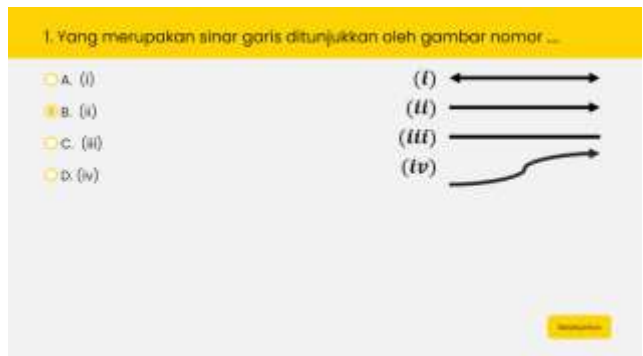 1. Yang merupakan sinar garis ditunjukkan oleh gambar nomor ...
A. (i)
B. (ii)
C. (iii)
D. (iv)
(i)
(ii)
(iii)
(iv)